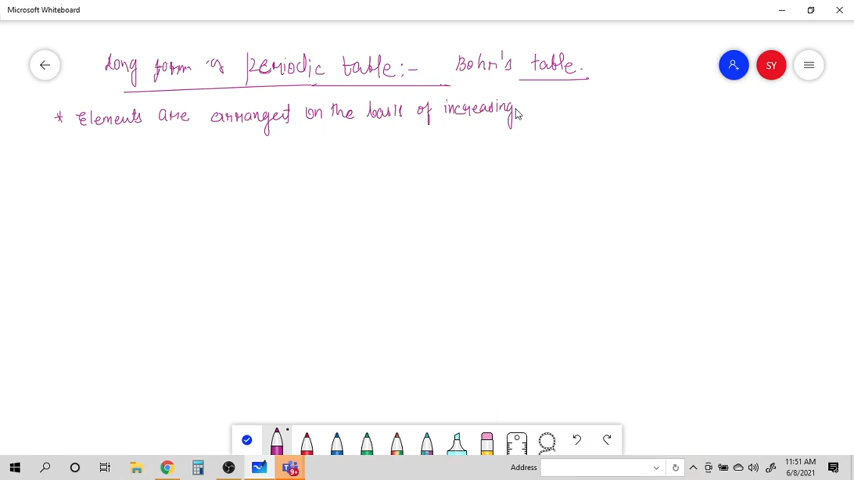 Microsoft Whiteboard
Long form of Periodic table:- Bohr's table.
SY
* Elements are arranged on the basis of increasing
Address
11:51 AM
6/8/2021